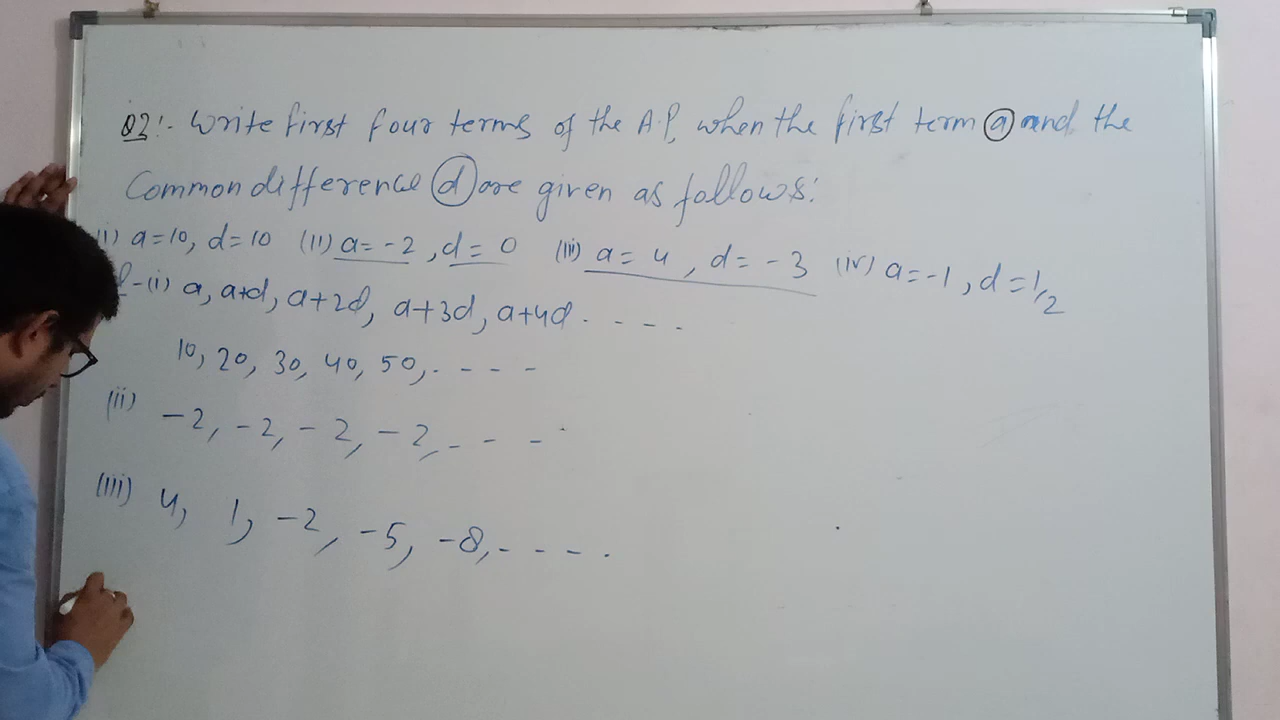 Q2:- Write first four terms of the A.P, when the first term a and the
Common difference d are given as follows:
(i) a=10, d=10 (ii) a=-2, d=0 (iii) a=4, d=-3 (iv) a=-1, d=1/2
-(i) a, a+d, a+2d, a+3d, a+4d - - - -
10, 20, 30, 40, 50, - - - -
(ii) -2, -2, -2, -2, - - -
(iii) 4, 1, -2, -5, -8, - - - .